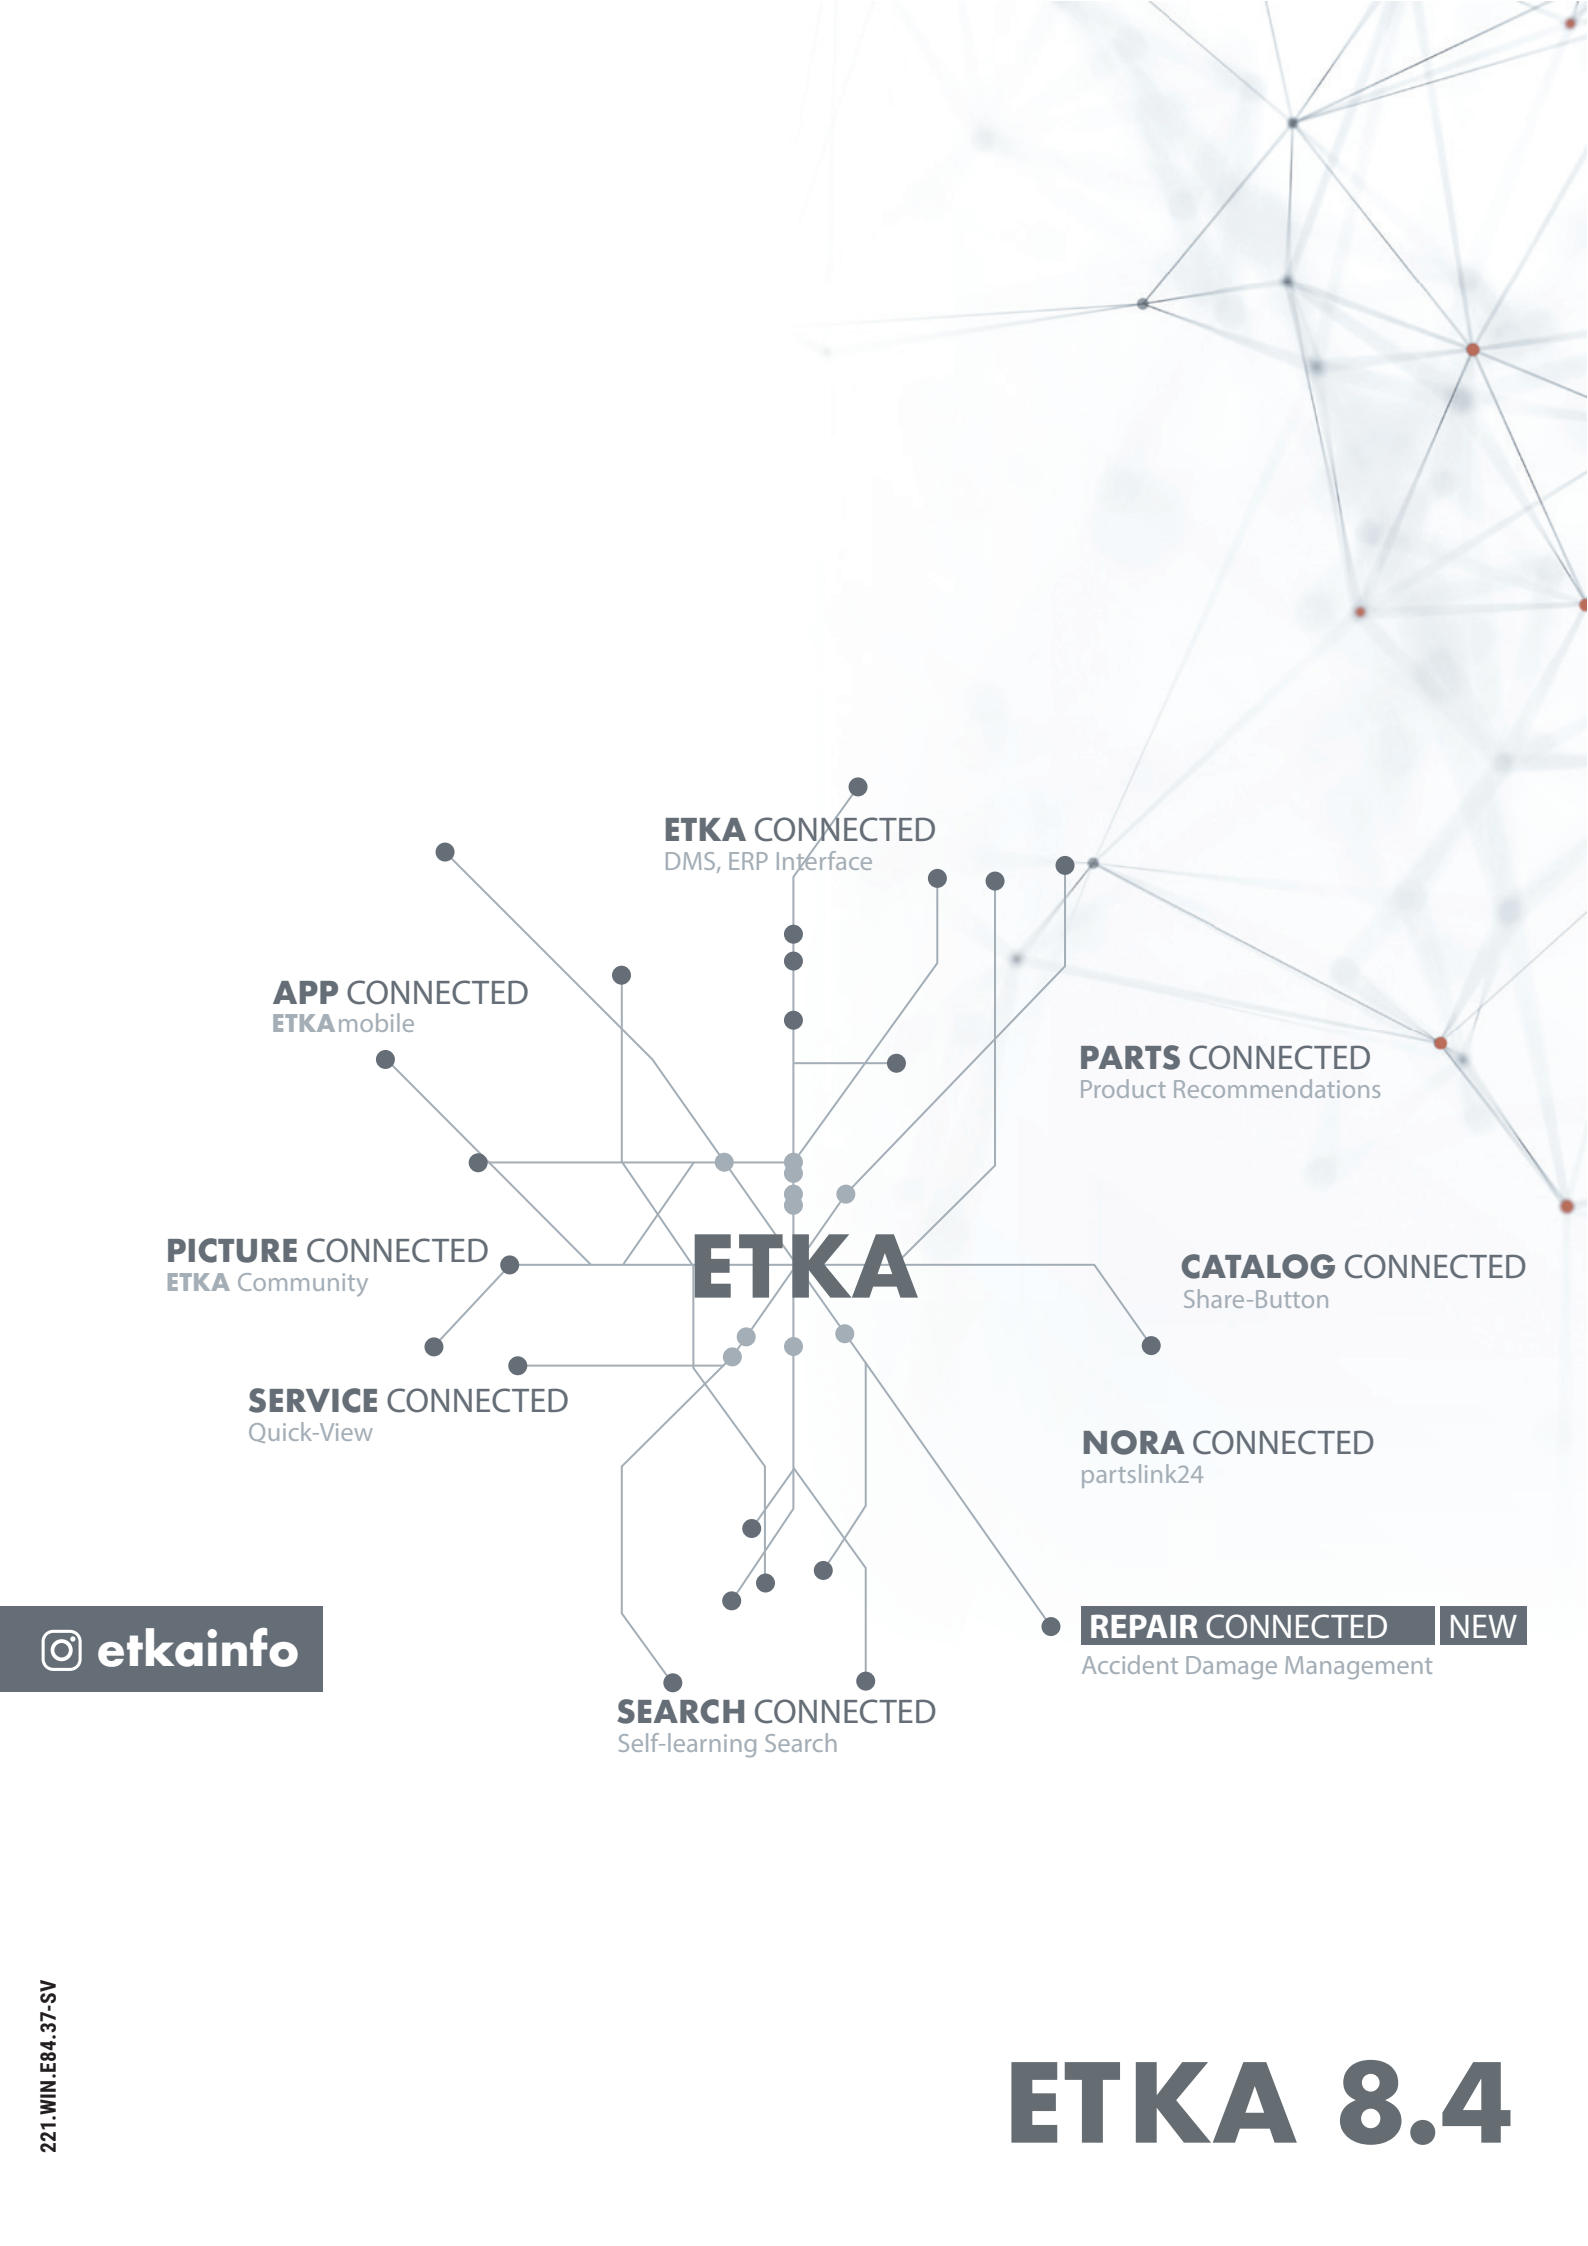 ETKA CONNECTED
DMS, ERP Interface
APP CONNECTED
ETKAmobile
PARTS CONNECTED
Product Recommendations
PICTURE CONNECTED
ETKA Community
ETKA
CATALOG CONNECTED
Share-Button
SERVICE CONNECTED
Quick-View
NORA CONNECTED
partslink24
etkainfo
REPAIR CONNECTED NEW
Accident Damage Management
SEARCH CONNECTED
Self-learning Search
221.WIN.E84.37-SV
ETKA 8.4